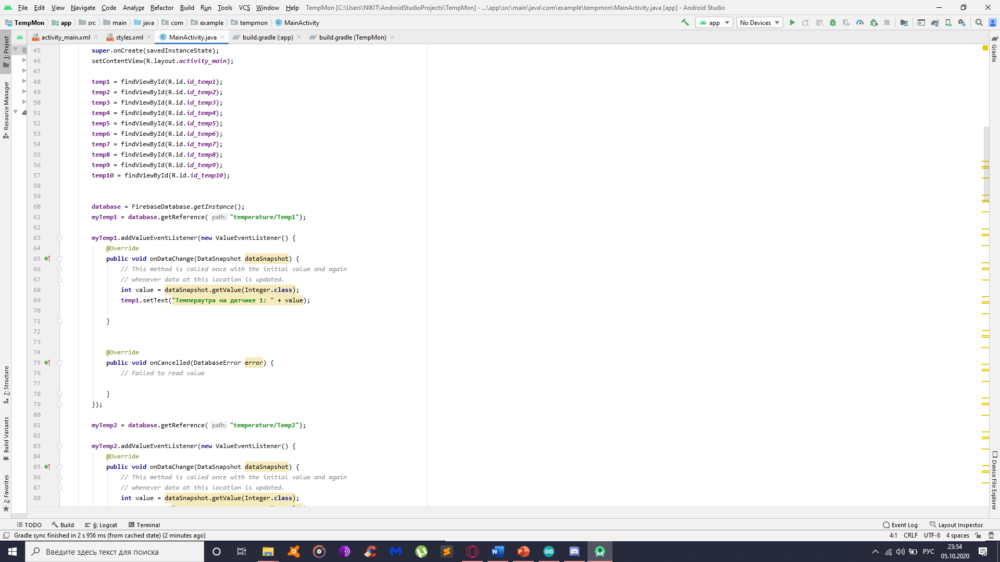 File Edit View Navigate Code Analyze Refactor Build Run Tools VCS Window Help TempMon [C:\Users\NIKIT\AndroidStudioProjects\TempMon] - ...\app\src\main\java\com\example\tempmon\MainActivity.java [app] - Android Studio
TempMon app src main java com example tempmon MainActivity app No Devices
activity_main.xml styles.xml MainActivity.java build.gradle (:app) build.gradle (TempMon)
1: Project
Resource Manager
7: Structure
Build Variants
2: Favorites
45 super.onCreate(savedInstanceState);
46 setContentView(R.layout.activity_main);
47
48 temp1 = findViewById(R.id.id_temp1);
49 temp2 = findViewById(R.id.id_temp2);
50 temp3 = findViewById(R.id.id_temp3);
51 temp4 = findViewById(R.id.id_temp4);
52 temp5 = findViewById(R.id.id_temp5);
53 temp6 = findViewById(R.id.id_temp6);
54 temp7 = findViewById(R.id.id_temp7);
55 temp8 = findViewById(R.id.id_temp8);
56 temp9 = findViewById(R.id.id_temp9);
57 temp10 = findViewById(R.id.id_temp10);
58
59
60 database = FirebaseDatabase.getInstance();
61 myTemp1 = database.getReference( path: "temperature/Temp1");
62
63 myTemp1.addValueEventListener(new ValueEventListener() {
64 @Override
65 public void onDataChange(DataSnapshot dataSnapshot) {
66 // This method is called once with the initial value and again
67 // whenever data at this location is updated.
68 int value = dataSnapshot.getValue(Integer.class);
69 temp1.setText("Темпераутра на датчике 1: " + value);
70
71 }
72
73
74 @Override
75 public void onCancelled(DatabaseError error) {
76 // Failed to read value
77
78 }
79 });
80
81 myTemp2 = database.getReference( path: "temperature/Temp2");
82
83 myTemp2.addValueEventListener(new ValueEventListener() {
84 @Override
85 public void onDataChange(DataSnapshot dataSnapshot) {
86 // This method is called once with the initial value and again
87 // whenever data at this location is updated.
88 int value = dataSnapshot.getValue(Integer.class);
Gradle
Device File Explorer
TODO Build 6: Logcat Terminal Event Log Layout Inspector
Gradle sync finished in 2 s 956 ms (from cached state) (2 minutes ago) 4:1 CRLF UTF-8 4 spaces
Введите здесь текст для поиска РУС 23:54
05.10.2020